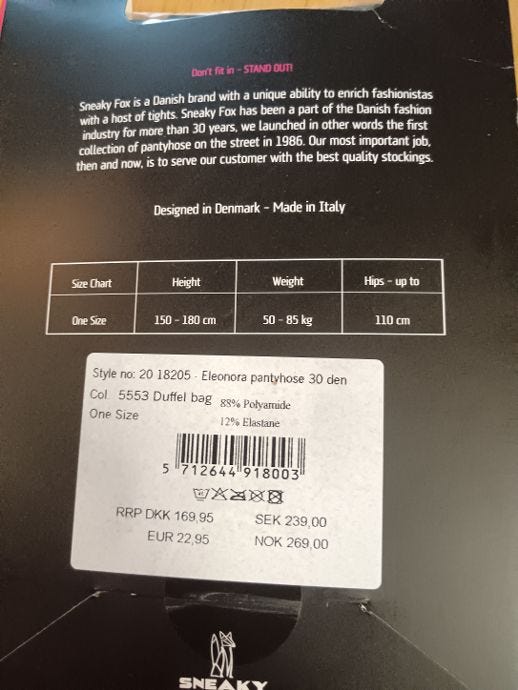 Don't fit in - STAND OUT!
Sneaky Fox is a Danish brand with a unique ability to enrich fashionistas
with a host of tights. Sneaky Fox has been a part of the Danish fashion
industry for more than 30 years, we launched in other words the first
collection of pantyhose on the street in 1986. Our most important job,
then and now, is to serve our customer with the best quality stockings.
Designed in Denmark - Made in Italy
Size Chart Height Weight Hips - up to
One Size 150 - 180 cm 50 - 85 kg 110 cm
Style no: 20 18205 - Eleonora pantyhose 30 den
Col 5553 Duffel bag 88% Polyamide
One Size 12% Elastane
5 712644 918003
RRP DKK 169,95 SEK 239,00
EUR 22,95 NOK 269,00
SNEAKY